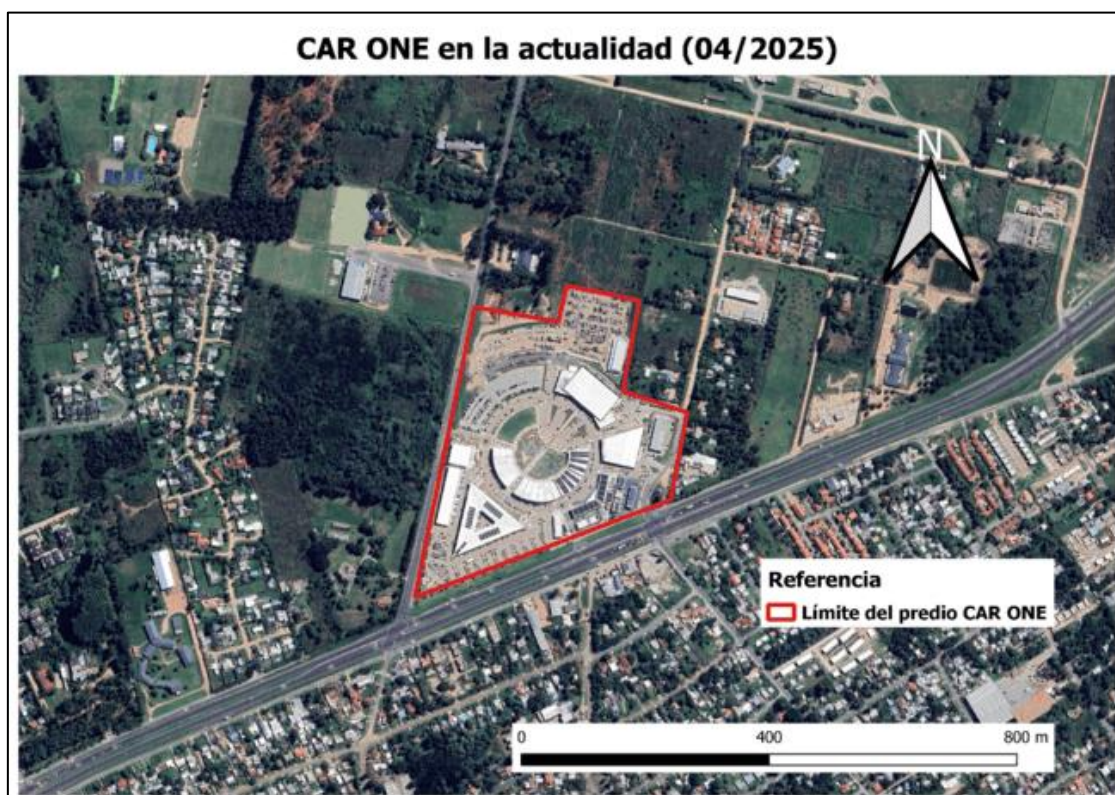 CAR ONE en la actualidad (04/2025)
N
Referencia
Límite del predio CAR ONE
0 400 800 m